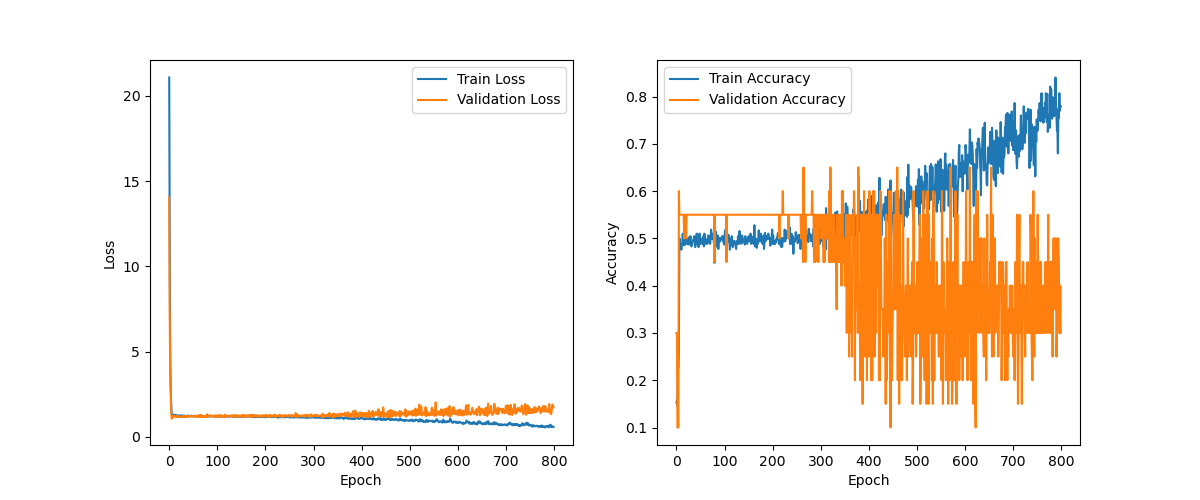 Train Loss
Validation Loss
20
15
10
5
0
Loss
0 100 200 300 400 500 600 700 800
Epoch
Train Accuracy
Validation Accuracy
0.8
0.7
0.6
0.5
0.4
0.3
0.2
0.1
Accuracy
0 100 200 300 400 500 600 700 800
Epoch